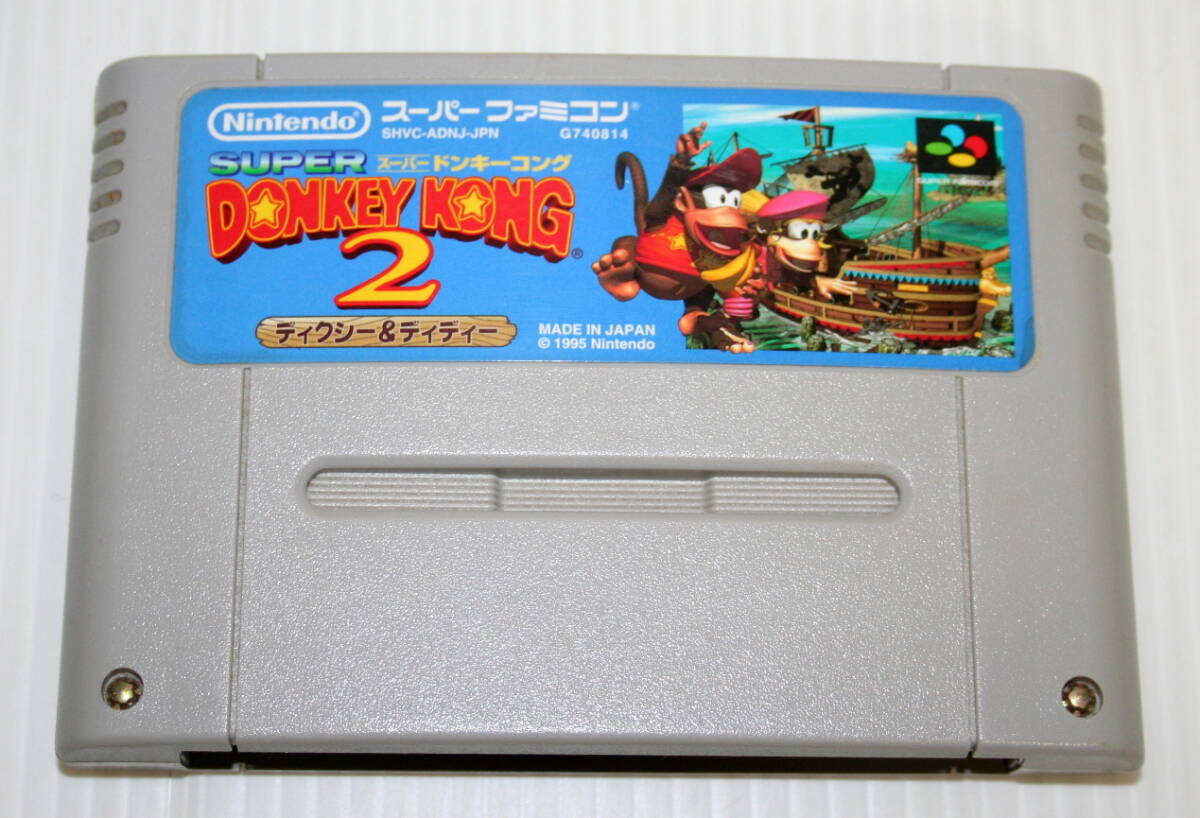 Nintendo
スーパーファミコン®
SHVC-ADNJ-JPN G740814
SUPER スーパードンキーコング
DONKEY KONG®
2
ディクシー&ディディー
MADE IN JAPAN
© 1995 Nintendo
SUPER FAMICOM